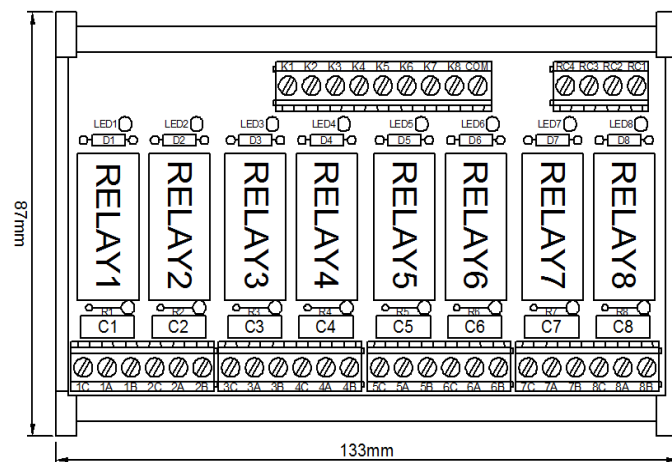 K1 K2 K3 K4 K5 K6 K7 K8 COM RC4 RC3 RC2 RC1
LED1 LED2 LED3 LED4 LED5 LED6 LED7 LED8
D1 D2 D3 D4 D5 D6 D7 D8
RELAY1 RELAY2 RELAY3 RELAY4 RELAY5 RELAY6 RELAY7 RELAY8
87mm
R1 R2 R3 R4 R5 R6 R7 R8
C1 C2 C3 C4 C5 C6 C7 C8
1C 1A 1B 2C 2A 2B 3C 3A 3B 4C 4A 4B 5C 5A 5B 6C 6A 6B 7C 7A 7B 8C 8A 8B
133mm